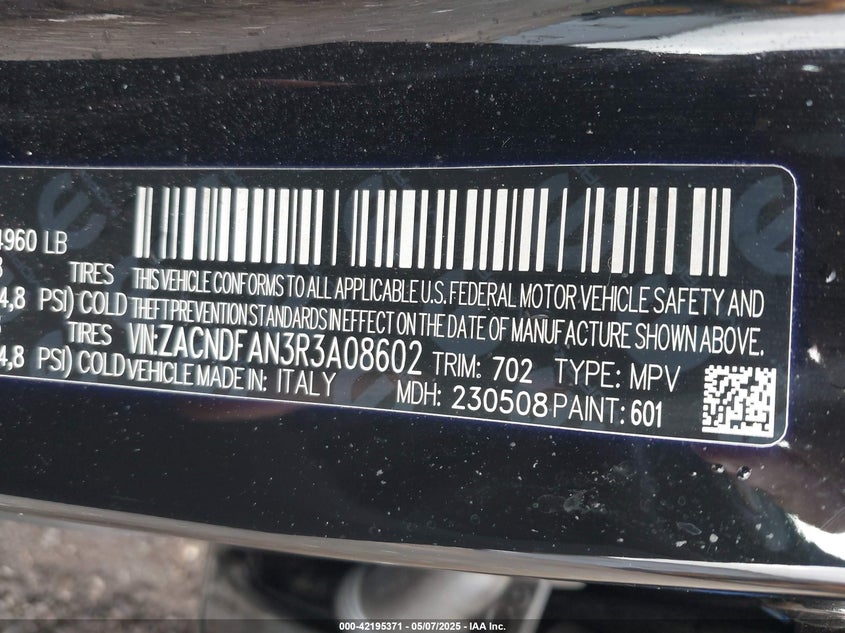 4960 LB
TIRES THIS VEHICLE CONFORMS TO ALL APPLICABLE U.S. FEDERAL MOTOR VEHICLE SAFETY AND
4,8 PSI) COLD THEFT PREVENTION STANDARDS IN EFFECT ON THE DATE OF MANUFACTURE SHOWN ABOVE.
TIRES VIN:ZACNDFAN3R3A08602 TRIM: 702 TYPE: MPV
4,8 PSI) COLD VEHICLE MADE IN: ITALY MDH: 230508 PAINT: 601
000-42195371 - 05/07/2025 - IAA Inc.